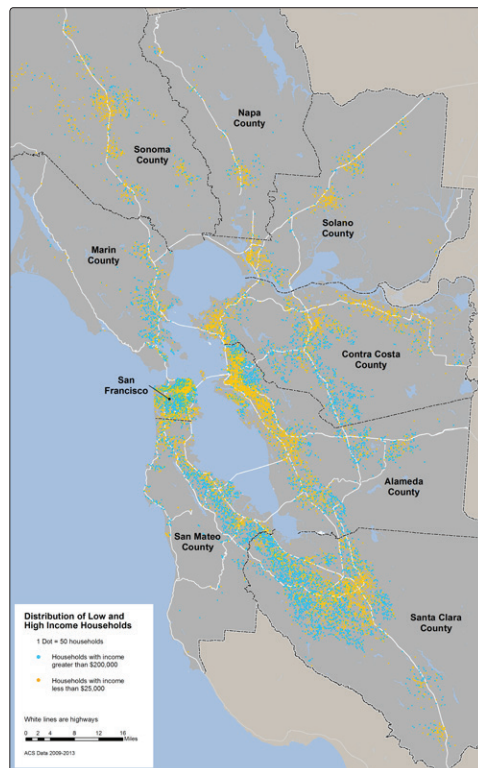 Napa
County
Sonoma
County
Solano
County
Marin
County
Contra Costa
County
San
Francisco
Alameda
County
San Mateo
County
Santa Clara
County
Distribution of Low and
High Income Households
1 Dot = 50 households
Households with income
greater than $200,000
Households with income
less than $25,000
White lines are highways
0 2 4 8 12 16
Miles
ACS Data 2009-2013